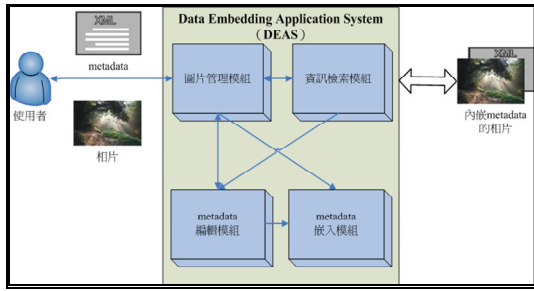 XML
metadata
使用者
相片
Data Embedding Application System
（DEAS）
圖片管理模組
資訊檢索模組
metadata
編輯模組
metadata
嵌入模組
XML
內嵌metadata
的相片